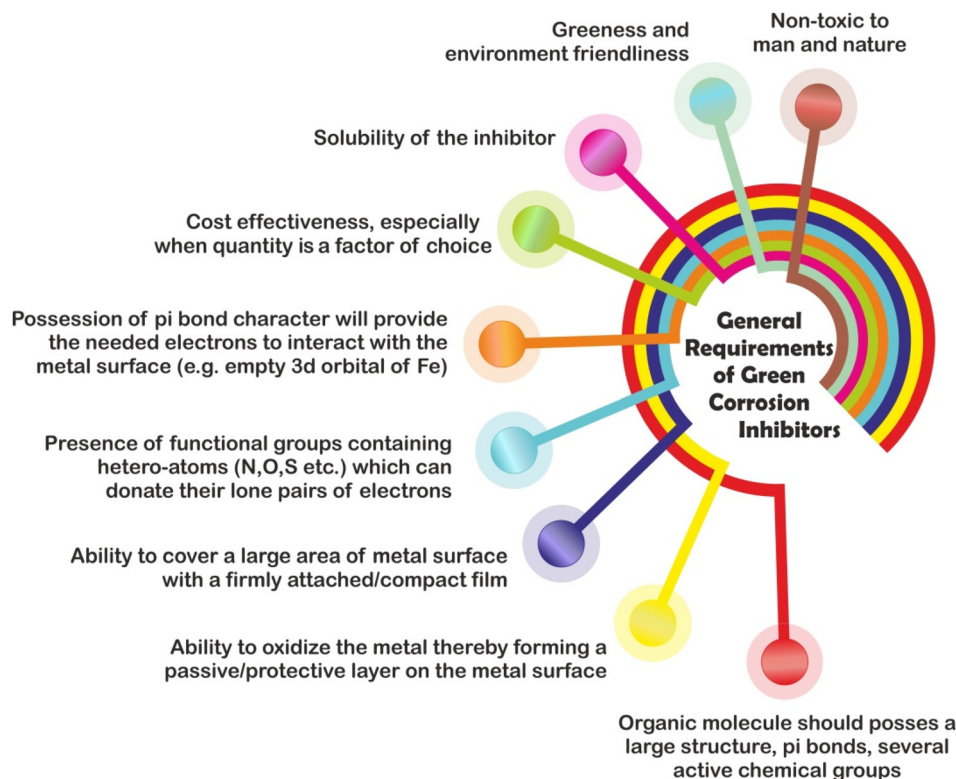 Non-toxic to
man and nature
Greeness and
environment friendliness
Solubility of the inhibitor
Cost effectiveness, especially
when quantity is a factor of choice
Possession of pi bond character will provide
the needed electrons to interact with the
metal surface (e.g. empty 3d orbital of Fe)
Presence of functional groups containing
hetero-atoms (N,O,S etc.) which can
donate their lone pairs of electrons
Ability to cover a large area of metal surface
with a firmly attached/compact film
Ability to oxidize the metal thereby forming a
passive/protective layer on the metal surface
Organic molecule should posses a
large structure, pi bonds, several
active chemical groups
General
Requirements
of Green
Corrosion
Inhibitors